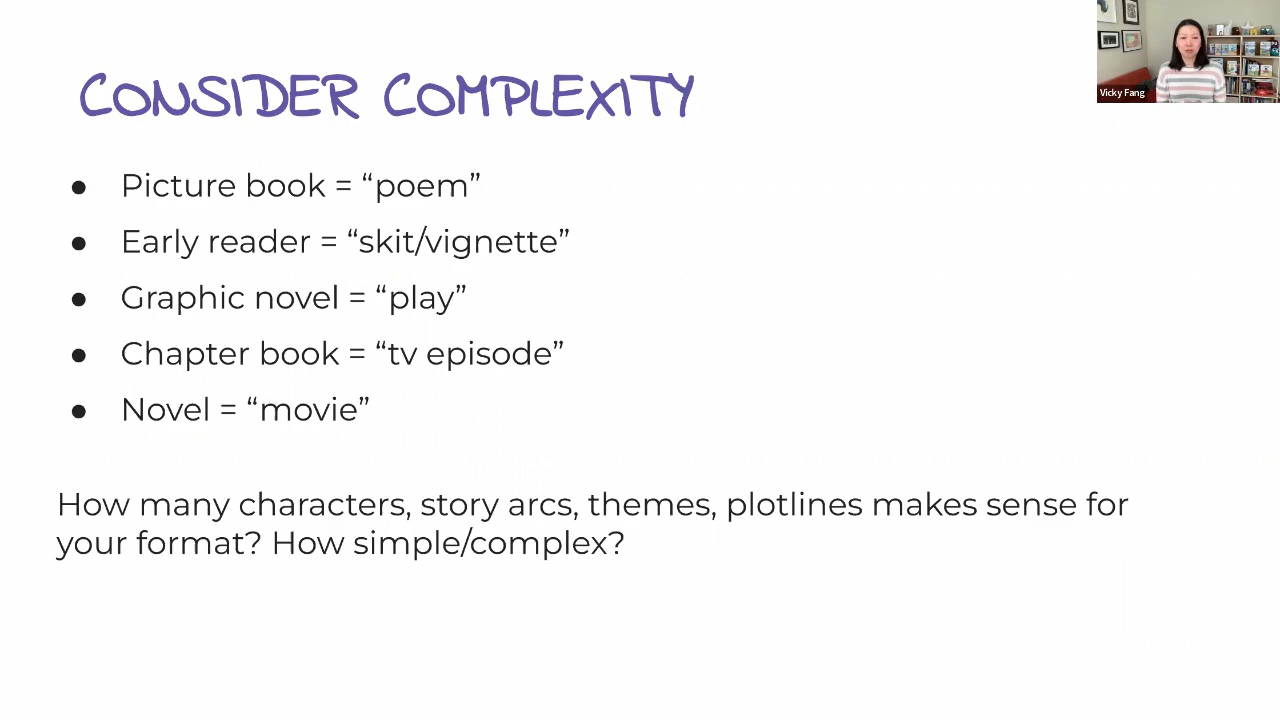 CONSIDER COMPLEXITY
● Picture book = “poem”
● Early reader = “skit/vignette”
● Graphic novel = “play”
● Chapter book = “tv episode”
● Novel = “movie”
How many characters, story arcs, themes, plotlines makes sense for
your format? How simple/complex?
Vicky Fang